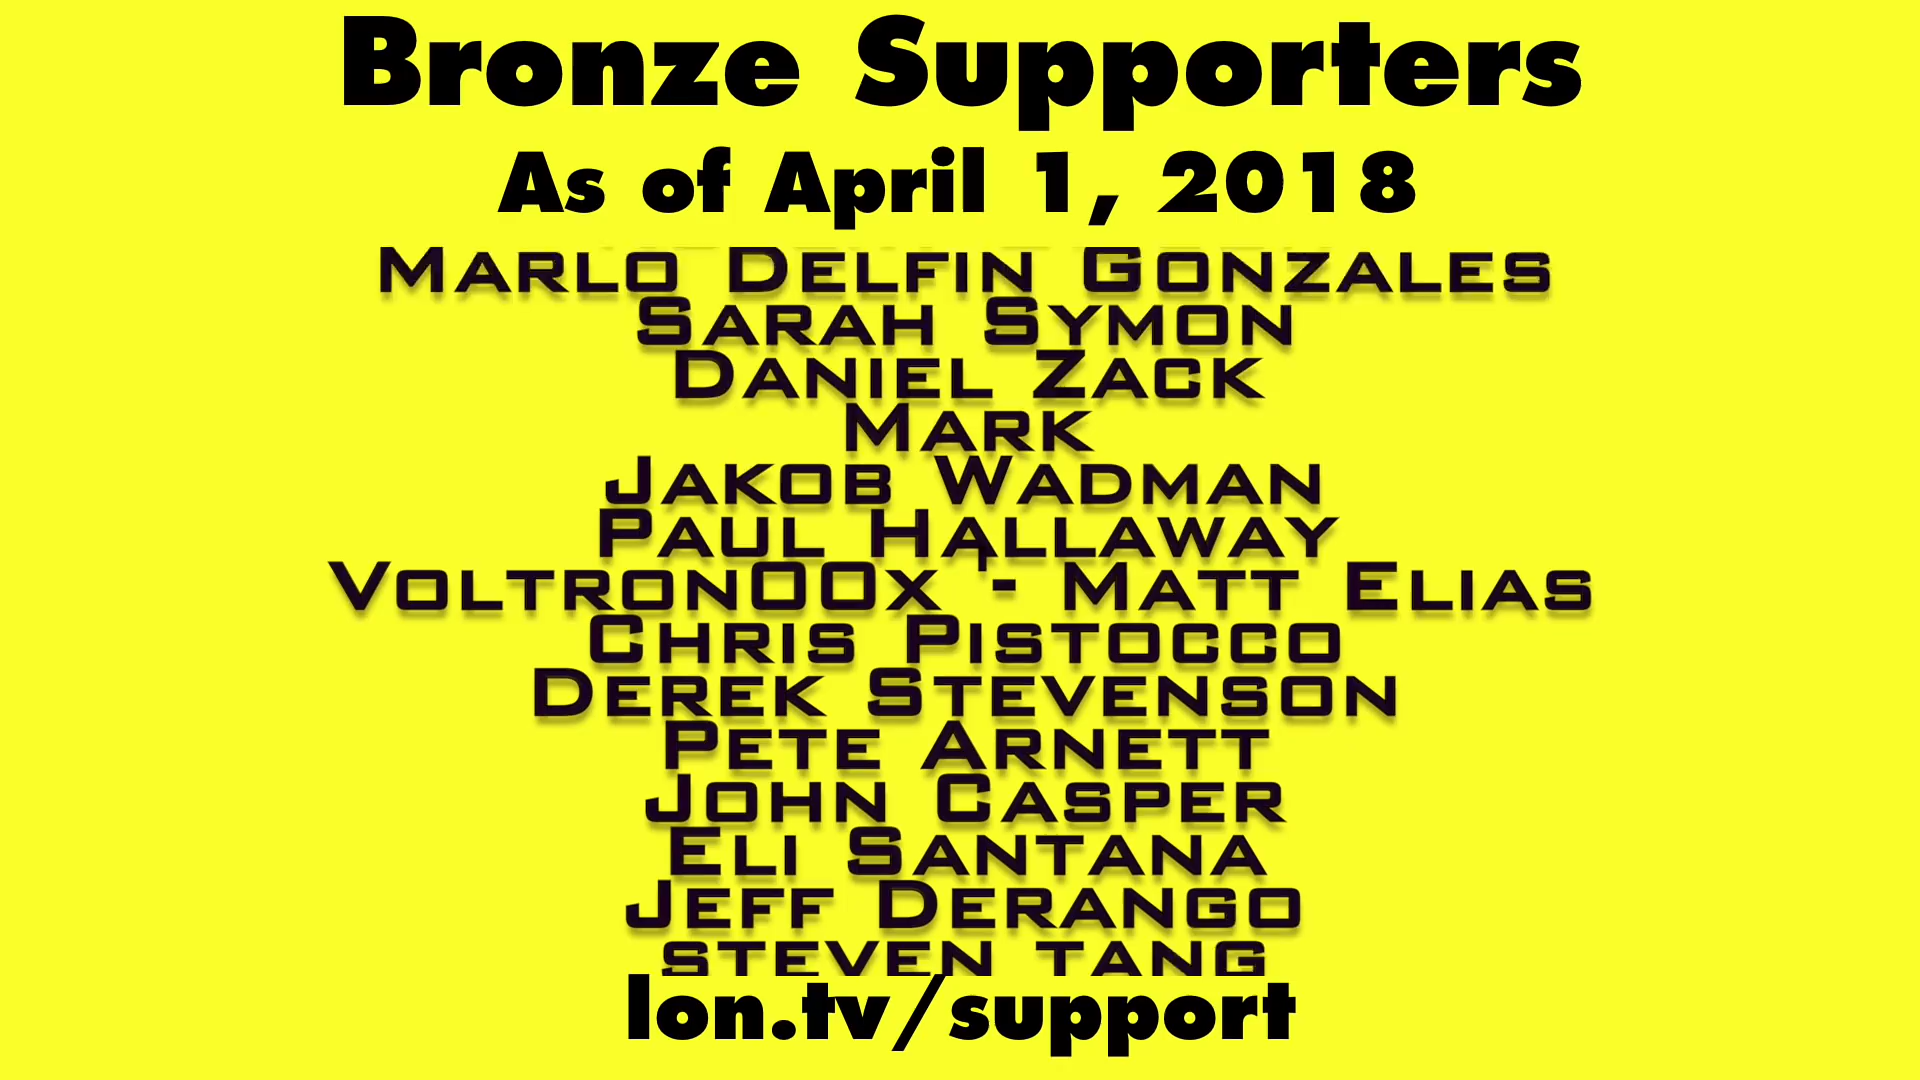 Bronze Supporters
As of April 1, 2018
Marlo Delfin Gonzales
Sarah Symon
Daniel Zack
Mark
Jakob Wadman
Paul Hallaway
Voltron00x '- Matt Elias
Chris Pistocco
Derek Stevenson
Pete Arnett
John Casper
Eli Santana
Jeff Derango
steven tang
lon.tv/support